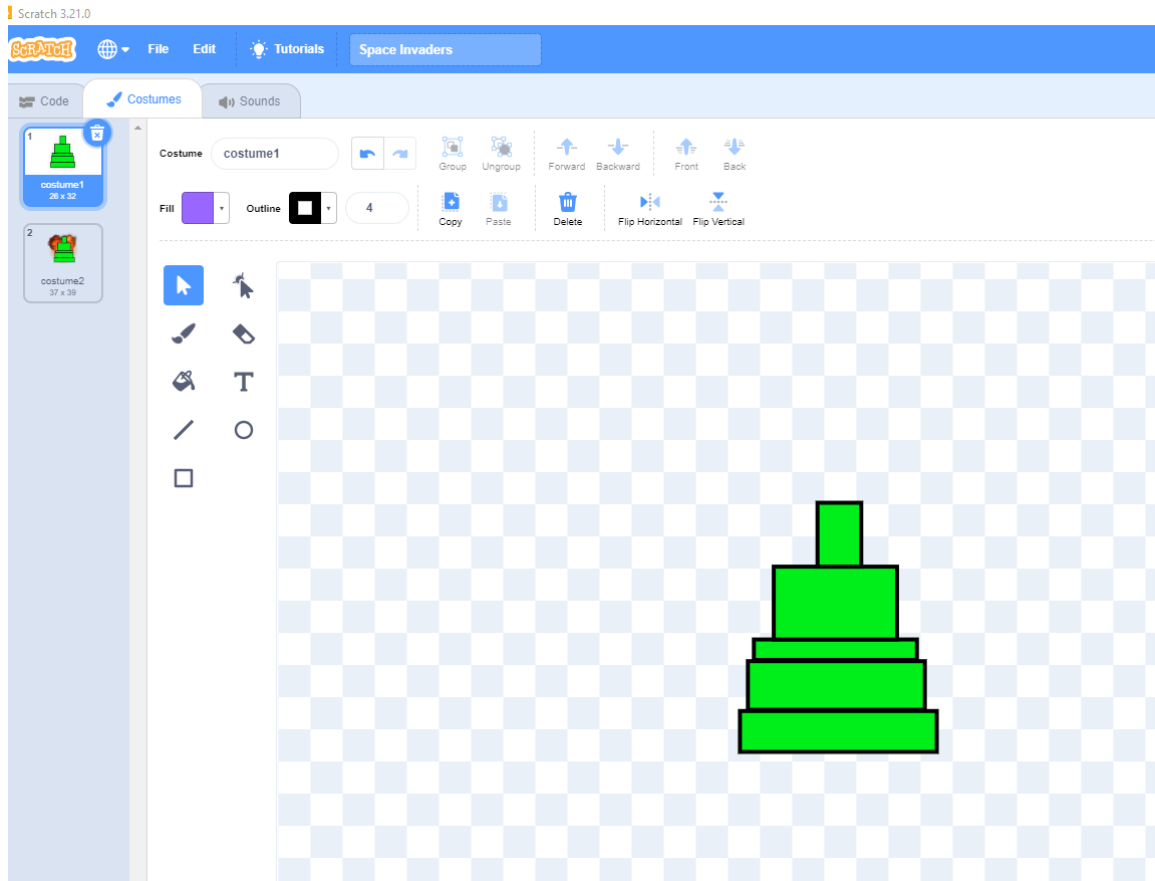 Scratch 3.21.0
SCRATCH File Edit Tutorials Space Invaders
Code Costumes Sounds
1
costume1
26 x 32
2
costume2
37 x 39
Costume costume1 Group Ungroup Forward Backward Front Back
Fill Outline 4 Copy Paste Delete Flip Horizontal Flip Vertical
T